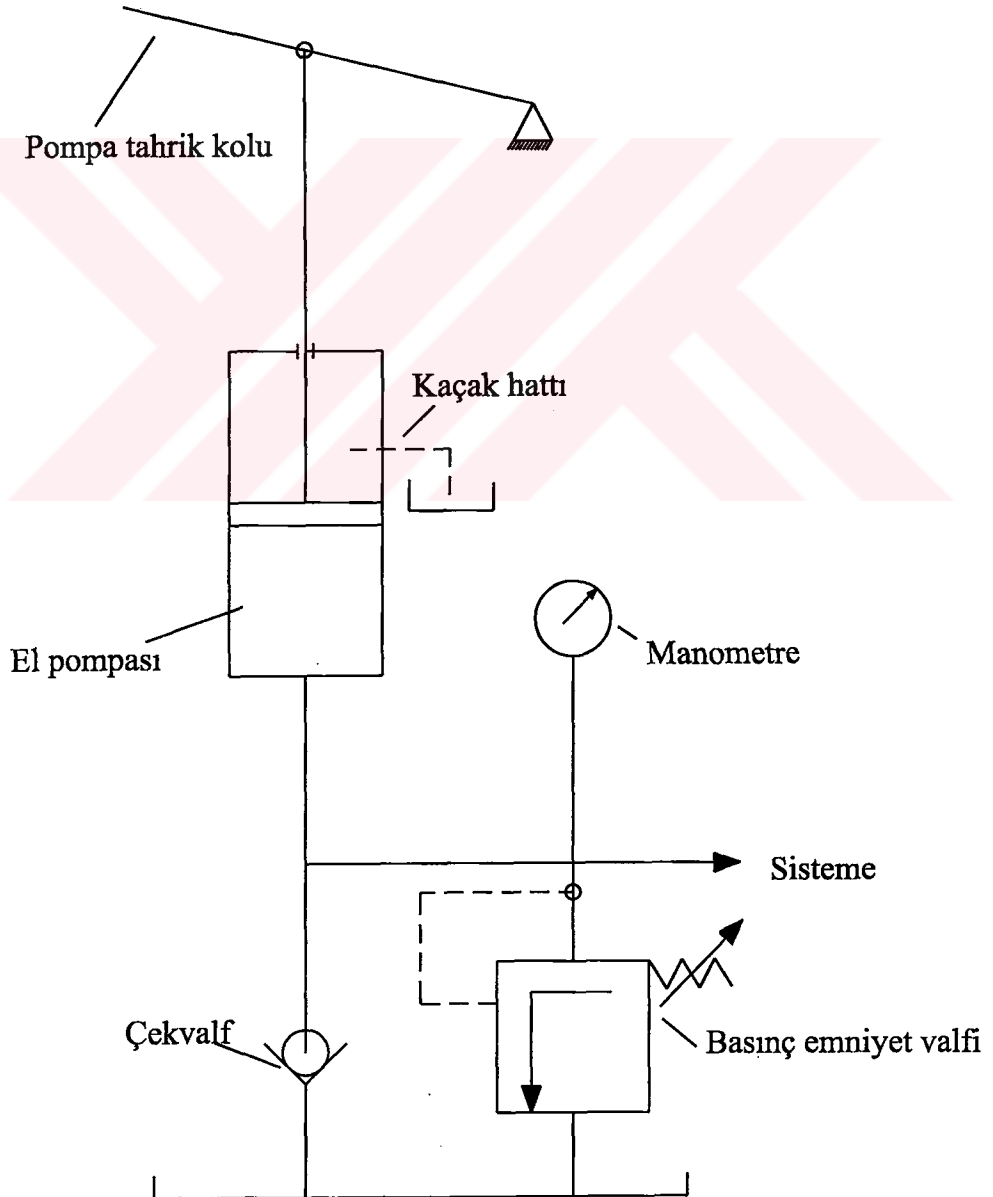 Pompa tahrik kolu
Kaçak hattı
El pompası
Manometre
Sisteme
Çekvalf
Basınç emniyet valfi